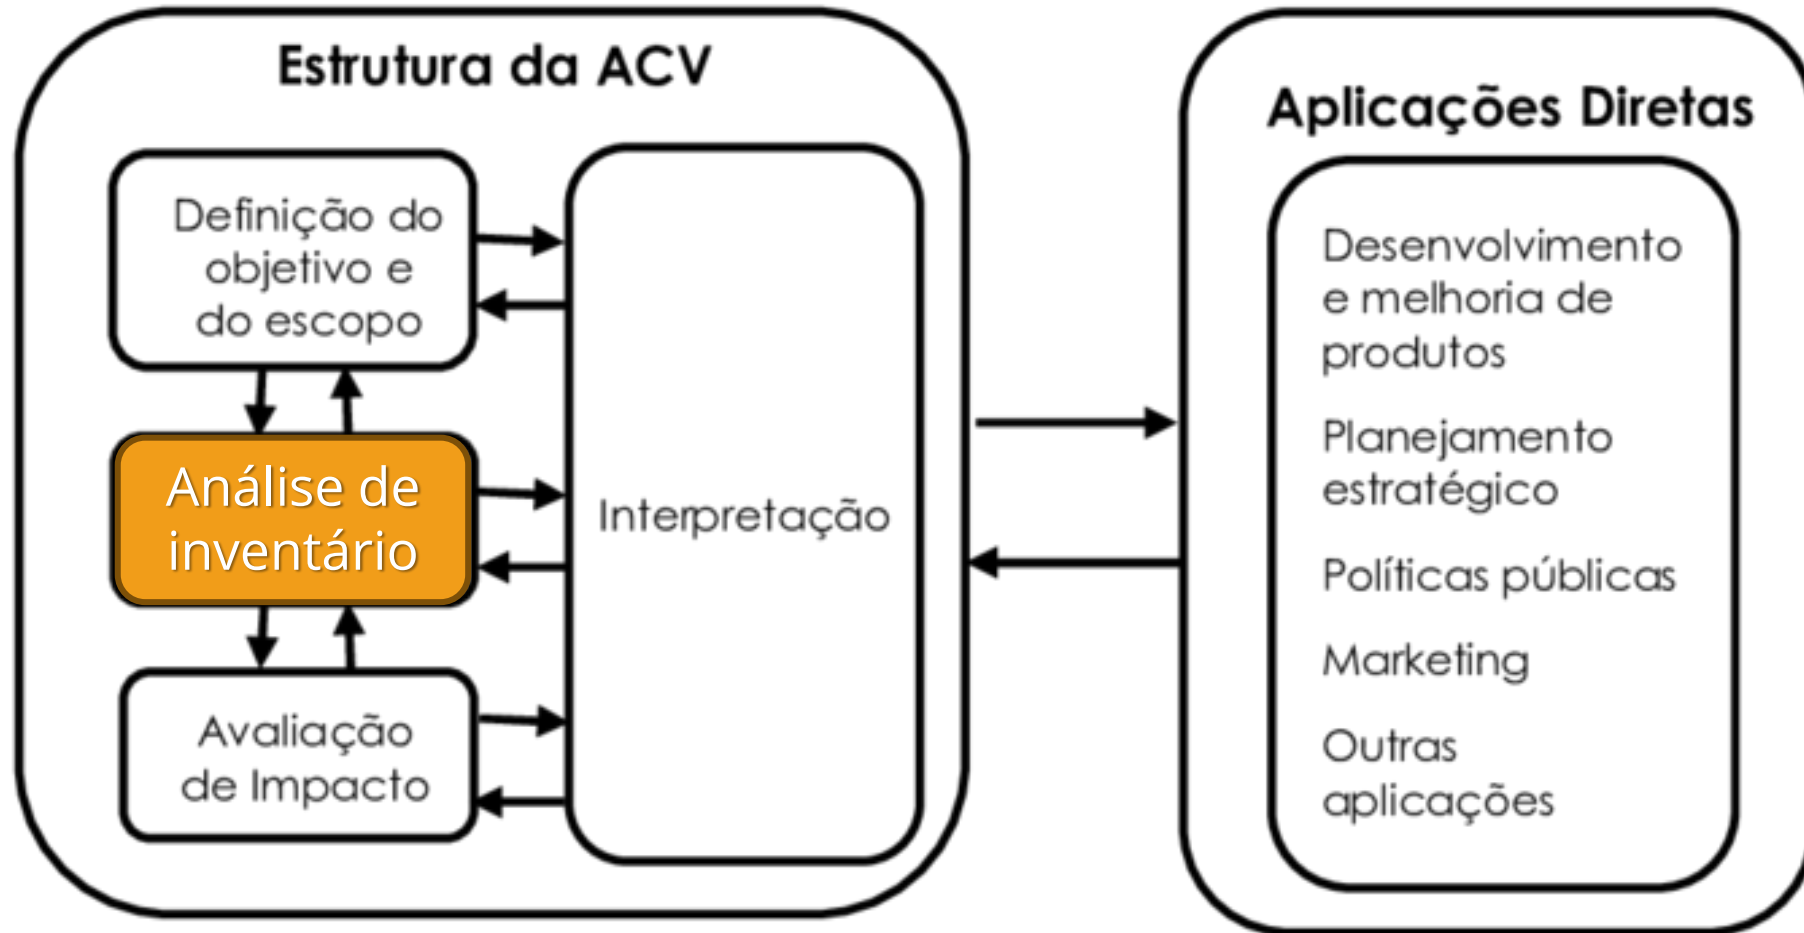 Estrutura da ACV
Definição do
objetivo e
do escopo
Análise de
inventário
Avaliação
de Impacto
Interpretação
Aplicações Diretas
Desenvolvimento
e melhoria de
produtos
Planejamento
estratégico
Políticas públicas
Marketing
Outras
aplicações